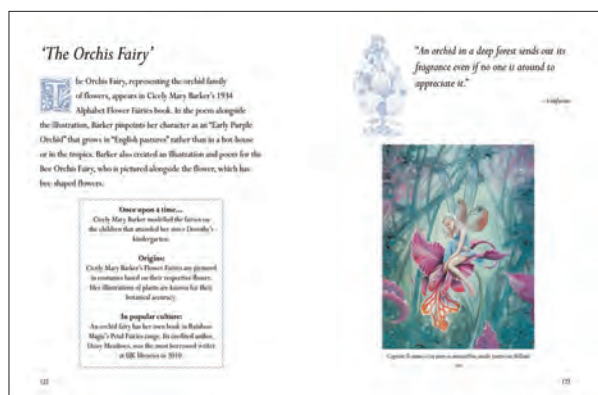 'The Orchis Fairy'
The Orchis Fairy, representing the orchid family
of flowers, appears in Cicely Mary Barker's 1934
Alphabet Flower Fairies book. In the poem alongside
the illustration, Barker pinpoints her character as an "Early Purple
Orchid" that grows in "English pastures" rather than in a hot-house
or in the tropics. Barker also created an illustration and poem for the
Bee Orchis Fairy, who is pictured alongside the flower, which has
bee-shaped flowers.
Once upon a time...
Cicely Mary Barker modelled the fairies on
the children that attended her sister Dorothy's
kindergarten.
Origins:
Cicely Mary Barker's Flower Fairies are pictured
in costumes based on their respective flower.
Her illustrations of plants are known for their
botanical accuracy.
In popular culture:
An orchid fairy has her own book in Rainbow
Magic's Petal Fairies range. Its credited author,
Daisy Meadows, was the most borrowed writer
at UK libraries in 2010.
122
"An orchid in a deep forest sends out its
fragrance even if no one is around to
appreciate it."
—Confucius
123